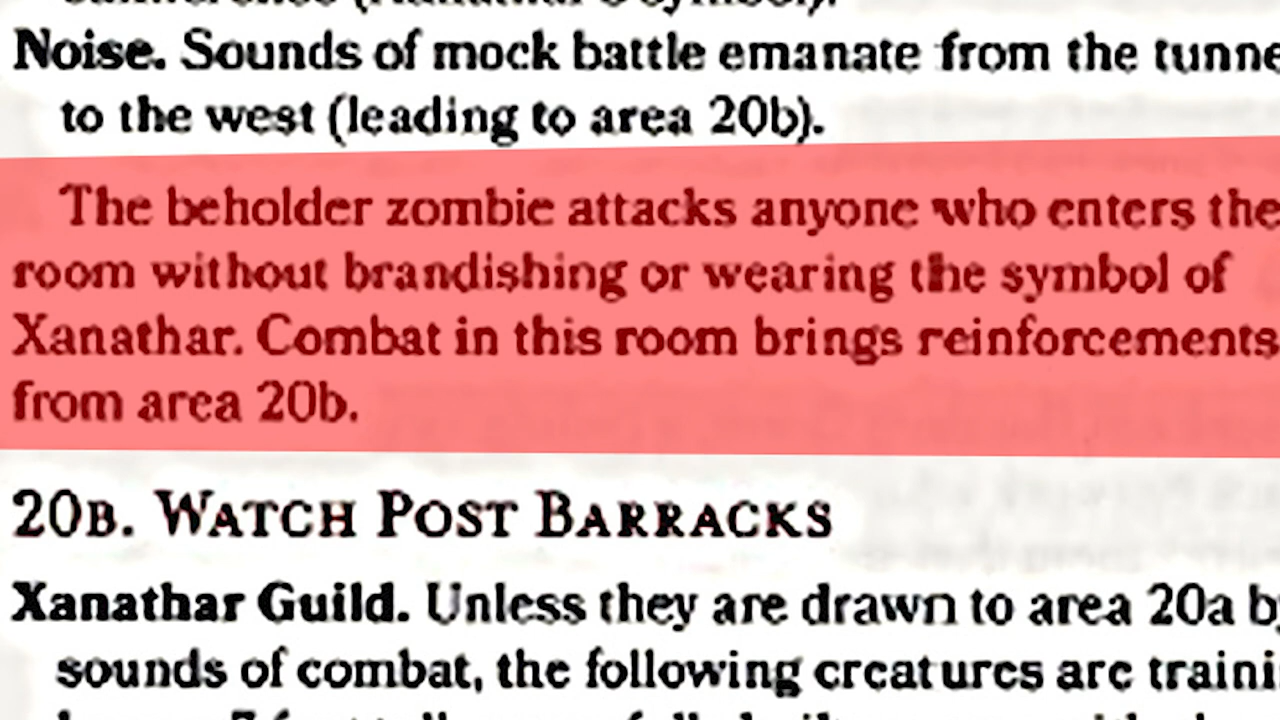 Noise. Sounds of mock battle emanate from the tunne
to the west (leading to area 20b).
The beholder zombie attacks anyone who enters the
room without brandishing or wearing the symbol of
Xanathar. Combat in this room brings reinforcements
from area 20b.
20B. WATCH POST BARRACKS
Xanathar Guild. Unless they are drawn to area 20a by
sounds of combat, the following creatures are traini